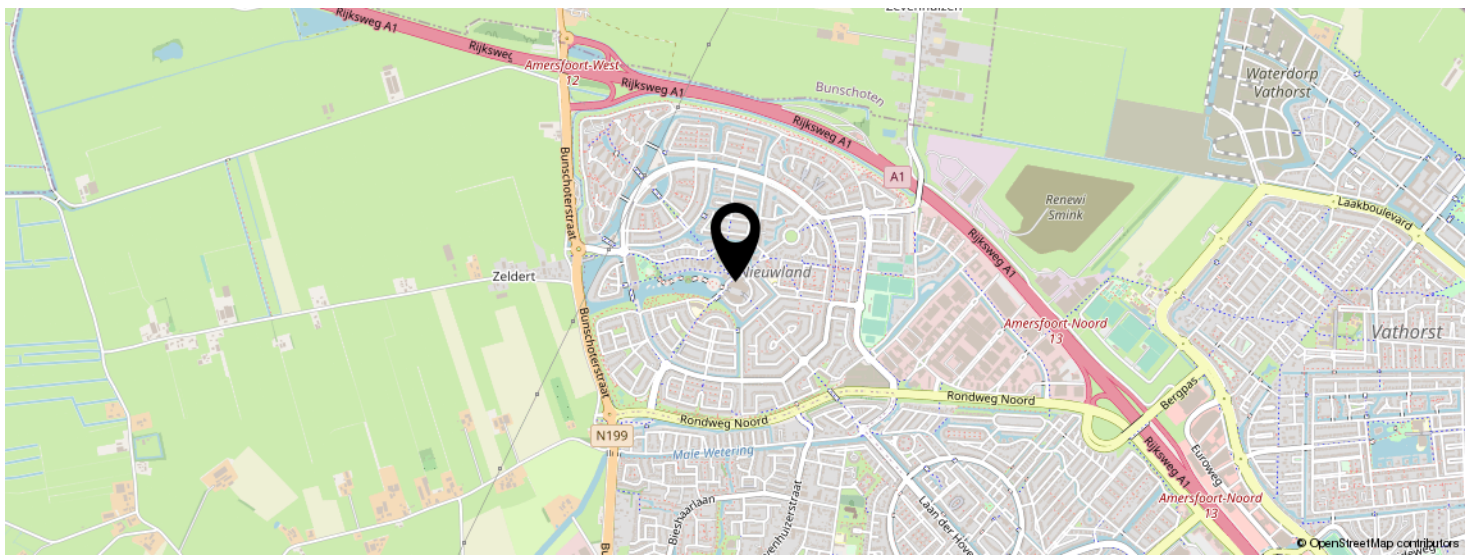 Zevenhuizen
Rijksweg A1
Rijksweg
Amersfoort-West
12
Rijksweg A1
Bunschoten
Rijksweg A1
Waterdorp
Vathorst
A1
Renewi
Smink
Laakboulevard
Bunschoterstraat
Rijksweg A1
Zeldert
Nieuwland
Amersfoort-Noord
13
Vathorst
Bunschoterstraat
Bergpas
Rondweg Noord
Rondweg Noord
N199
Male Wetering
Rijksweg A1
Euroweg
Bieshaarlaan
Amersfoort-Noord
13
Laan der Hove
© OpenStreetMap contributors